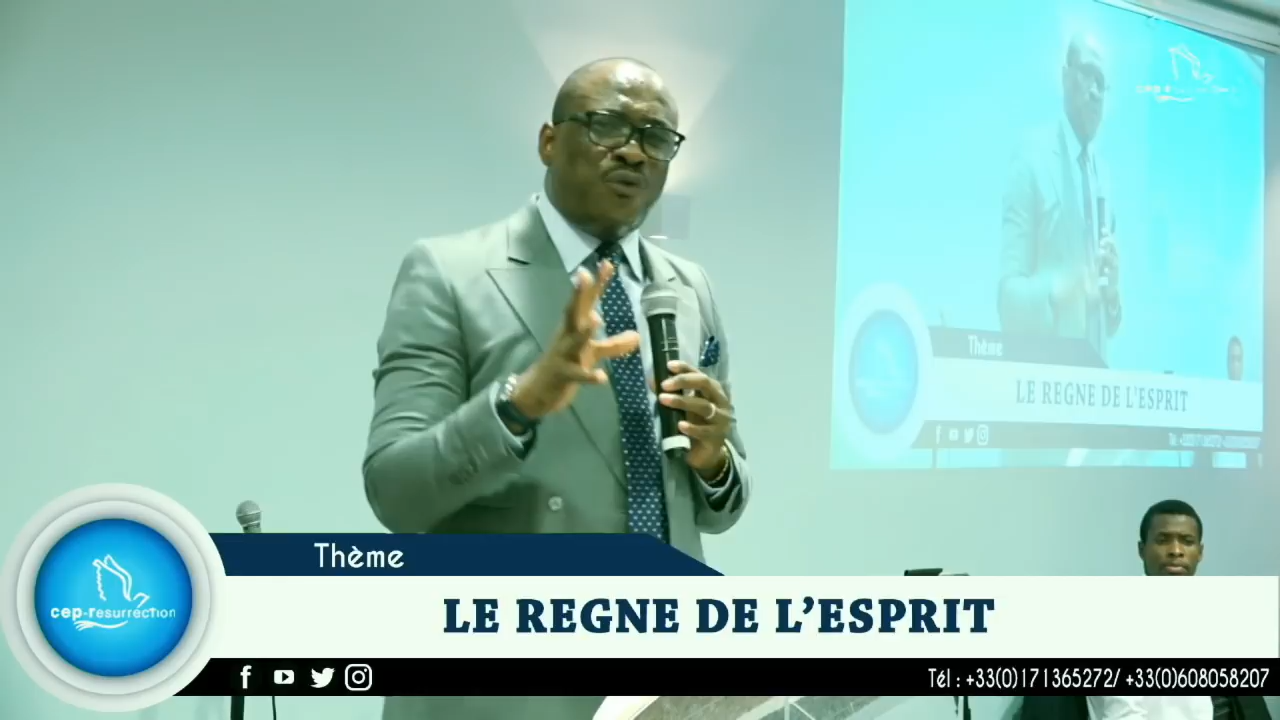 Thème
LE REGNE DE L'ESPRIT
Thème
LE REGNE DE L’ESPRIT
cep-resurrection
Tél : +33(0)171365272/ +33(0)608058207